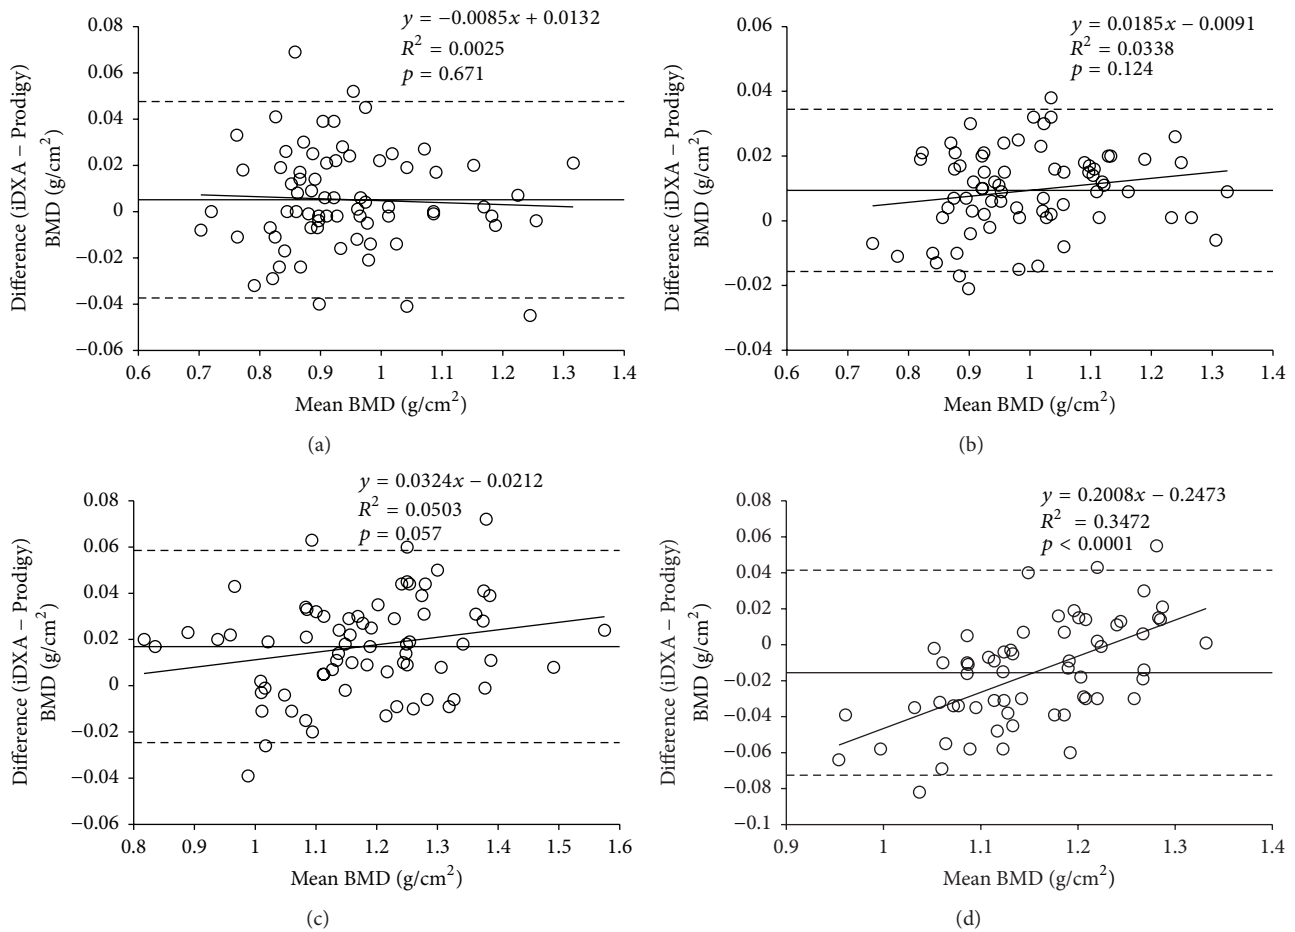 y = −0.0085x + 0.0132
R² = 0.0025
p = 0.671
0.08
0.06
0.04
0.02
0
−0.02
−0.04
−0.06
0.6 0.7 0.8 0.9 1 1.1 1.2 1.3 1.4
Difference (iDXA – Prodigy)
BMD (g/cm²)
Mean BMD (g/cm²)
(a)
y = 0.0185x − 0.0091
R² = 0.0338
p = 0.124
0.06
0.04
0.02
0
−0.02
−0.04
0.6 0.7 0.8 0.9 1 1.1 1.2 1.3 1.4
Difference (iDXA – Prodigy)
BMD (g/cm²)
Mean BMD (g/cm²)
(b)
y = 0.0324x − 0.0212
R² = 0.0503
p = 0.057
0.08
0.06
0.04
0.02
0
−0.02
−0.04
−0.06
0.8 0.9 1 1.1 1.2 1.3 1.4 1.5 1.6
Difference (iDXA – Prodigy)
BMD (g/cm²)
Mean BMD (g/cm²)
(c)
y = 0.2008x − 0.2473
R² = 0.3472
p < 0.0001
0.08
0.06
0.04
0.02
0
−0.02
−0.04
−0.06
−0.08
−0.1
0.9 1 1.1 1.2 1.3 1.4
Difference (iDXA – Prodigy)
BMD (g/cm²)
Mean BMD (g/cm²)
(d)